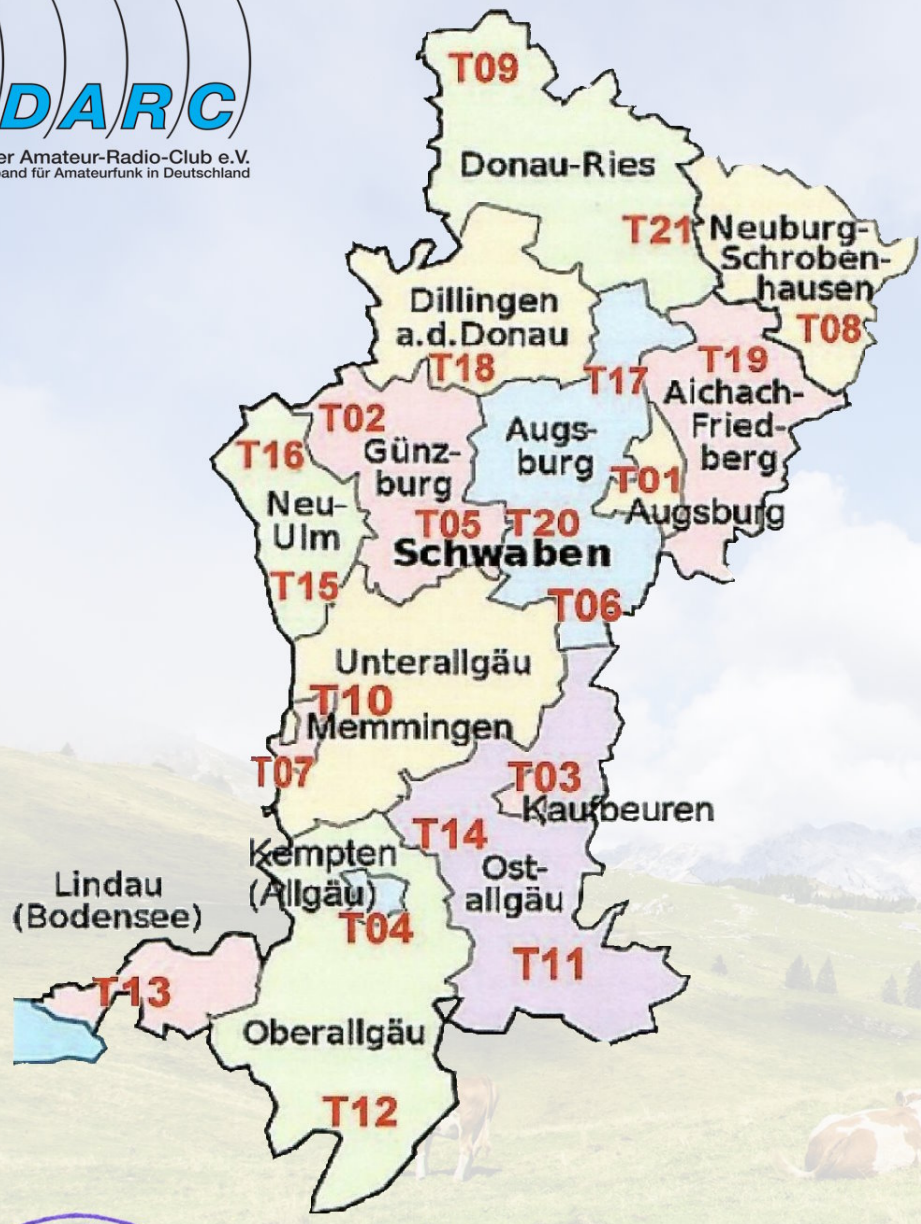 DARC
er Amateur-Radio-Club e.V.
band für Amateurfunk in Deutschland
T09
Donau-Ries
T21
Neuburg-
Schroben-
hausen
T08
Dillingen
a.d.Donau
T18
T17
T19
Aichach-
Fried-
berg
T02
Günz-
burg
T05
Augs-
burg
T01
Augsburg
T16
Neu-
Ulm
T15
T20
Schwaben
T06
Unterallgäu
T10
Memmingen
T07
T03
Kaufbeuren
T14
Ost-
allgäu
T11
Kempten
(Allgäu)
T04
Lindau
(Bodensee)
T13
Oberallgäu
T12